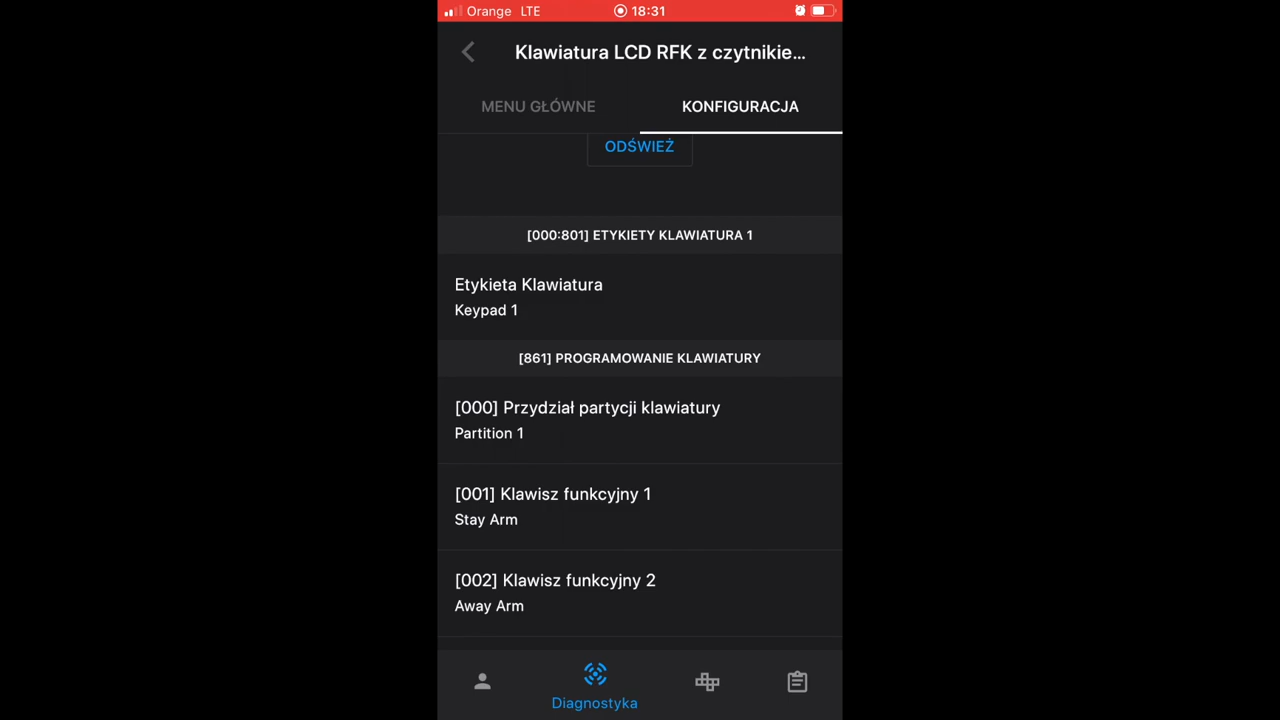 Orange LTE 18:31
Klawiatura LCD RFK z czytnikie...
MENU GŁÓWNE KONFIGURACJA
ODŚWIEŻ
[000:801] ETYKIETY KLAWIATURA 1
Etykieta Klawiatura
Keypad 1
[861] PROGRAMOWANIE KLAWIATURY
[000] Przydział partycji klawiatury
Partition 1
[001] Klawisz funkcyjny 1
Stay Arm
[002] Klawisz funkcyjny 2
Away Arm
Diagnostyka